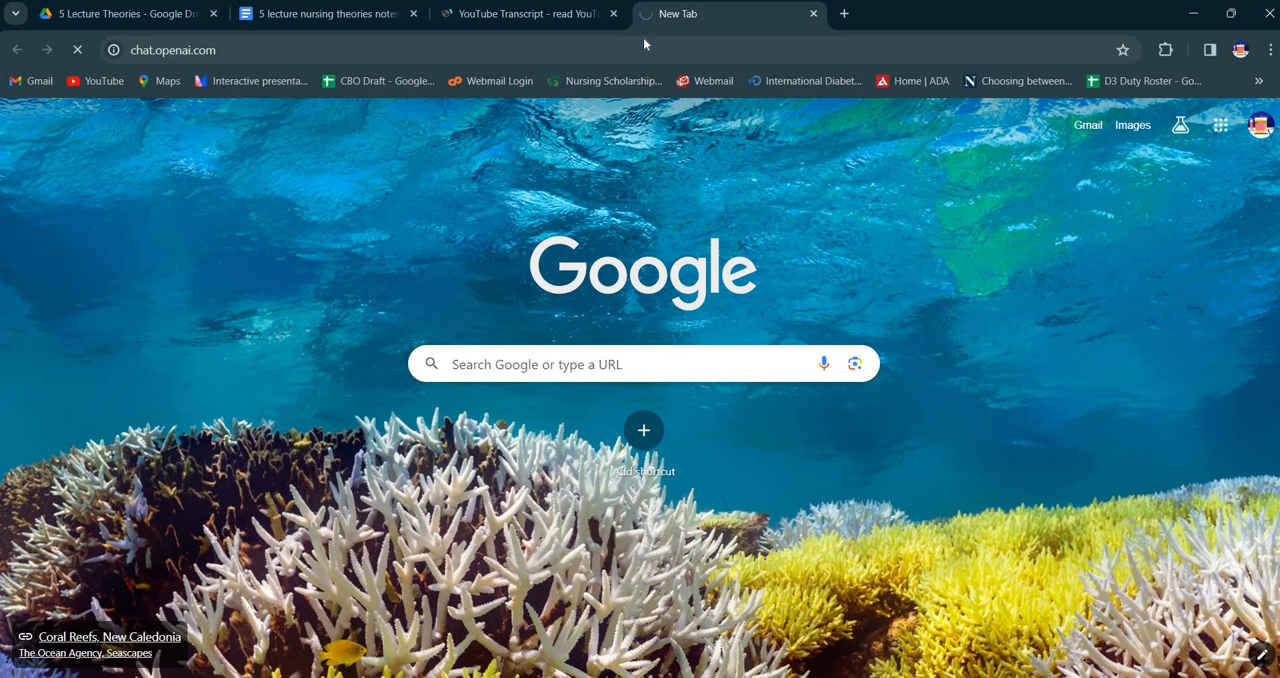 5 Lecture Theories - Google Dri
5 lecture nursing theories notes
YouTube Transcript - read YouT
New Tab
chat.openai.com
Gmail
YouTube
Maps
Interactive presenta...
CBO Draft - Google...
Webmail Login
Nursing Scholarship...
Webmail
International Diabet...
Home | ADA
Choosing between...
D3 Duty Roster - Go...
Gmail
Images
Google
Search Google or type a URL
Add shortcut
Coral Reefs, New Caledonia
The Ocean Agency, Seascapes